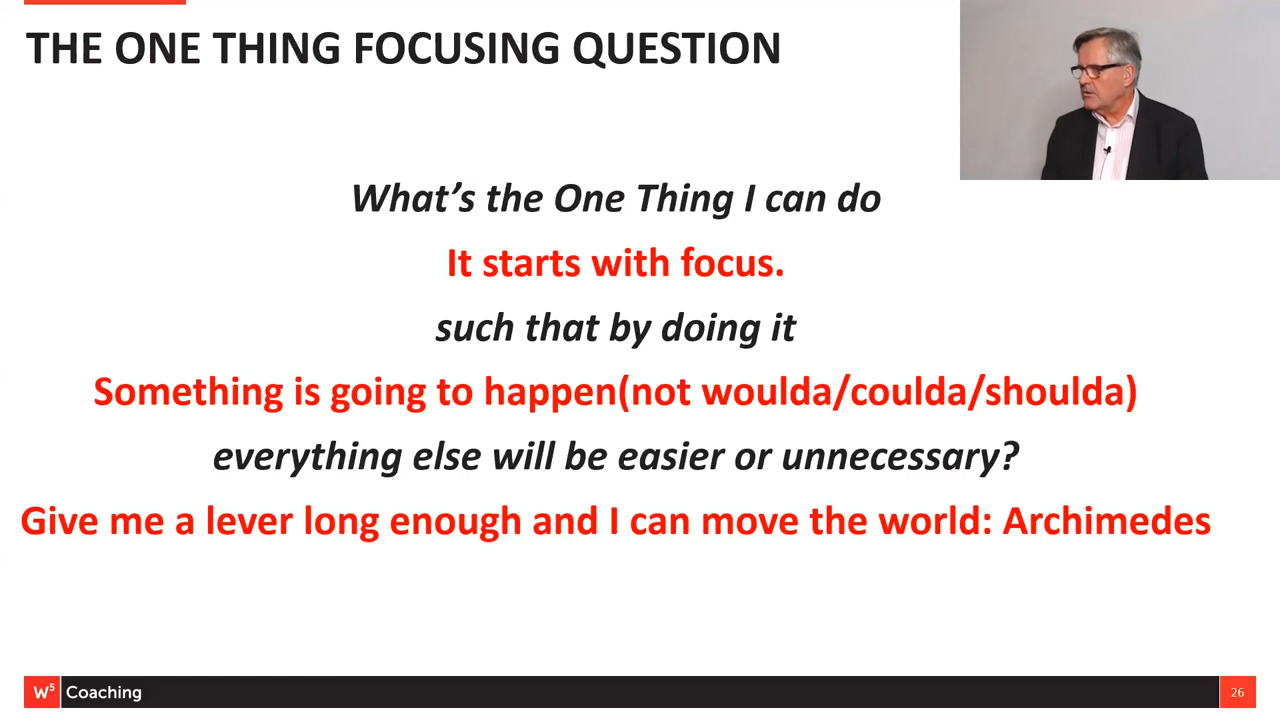 THE ONE THING FOCUSING QUESTION
What's the One Thing I can do
It starts with focus.
such that by doing it
Something is going to happen(not woulda/coulda/shoulda)
everything else will be easier or unnecessary?
Give me a lever long enough and I can move the world: Archimedes
W⁵ Coaching
26